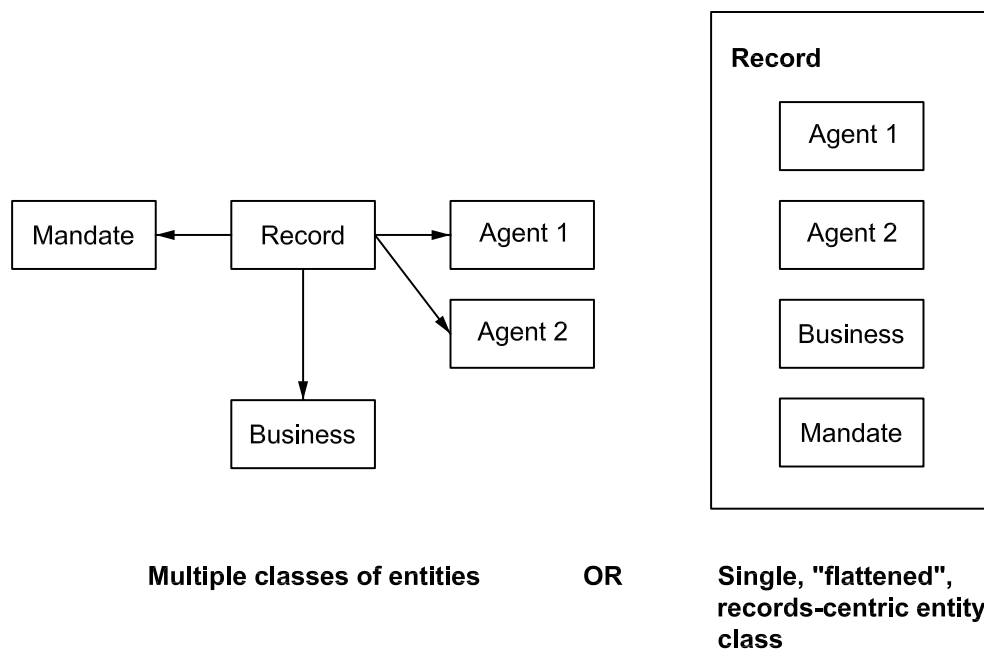 Mandate
Record
Agent 1
Agent 2
Business
Record
Agent 1
Agent 2
Business
Mandate
Multiple classes of entities
OR
Single, "flattened",
records-centric entity
class